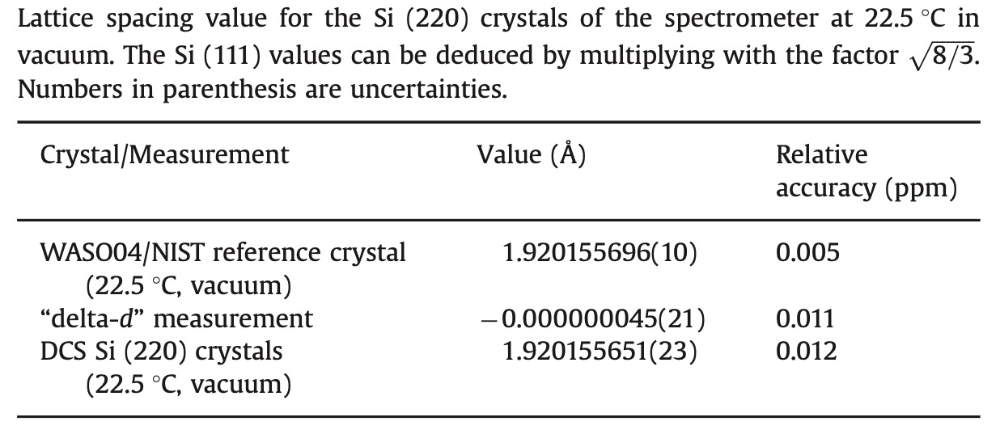 Lattice spacing value for the Si (220) crystals of the spectrometer at 22.5 °C in
vacuum. The Si (111) values can be deduced by multiplying with the factor √8/3.
Numbers in parenthesis are uncertainties.
Crystal/Measurement Value (Å) Relative
accuracy (ppm)
WASO04/NIST reference crystal 1.920155696(10) 0.005
(22.5 °C, vacuum)
“delta-d” measurement −0.000000045(21) 0.011
DCS Si (220) crystals 1.920155651(23) 0.012
(22.5 °C, vacuum)